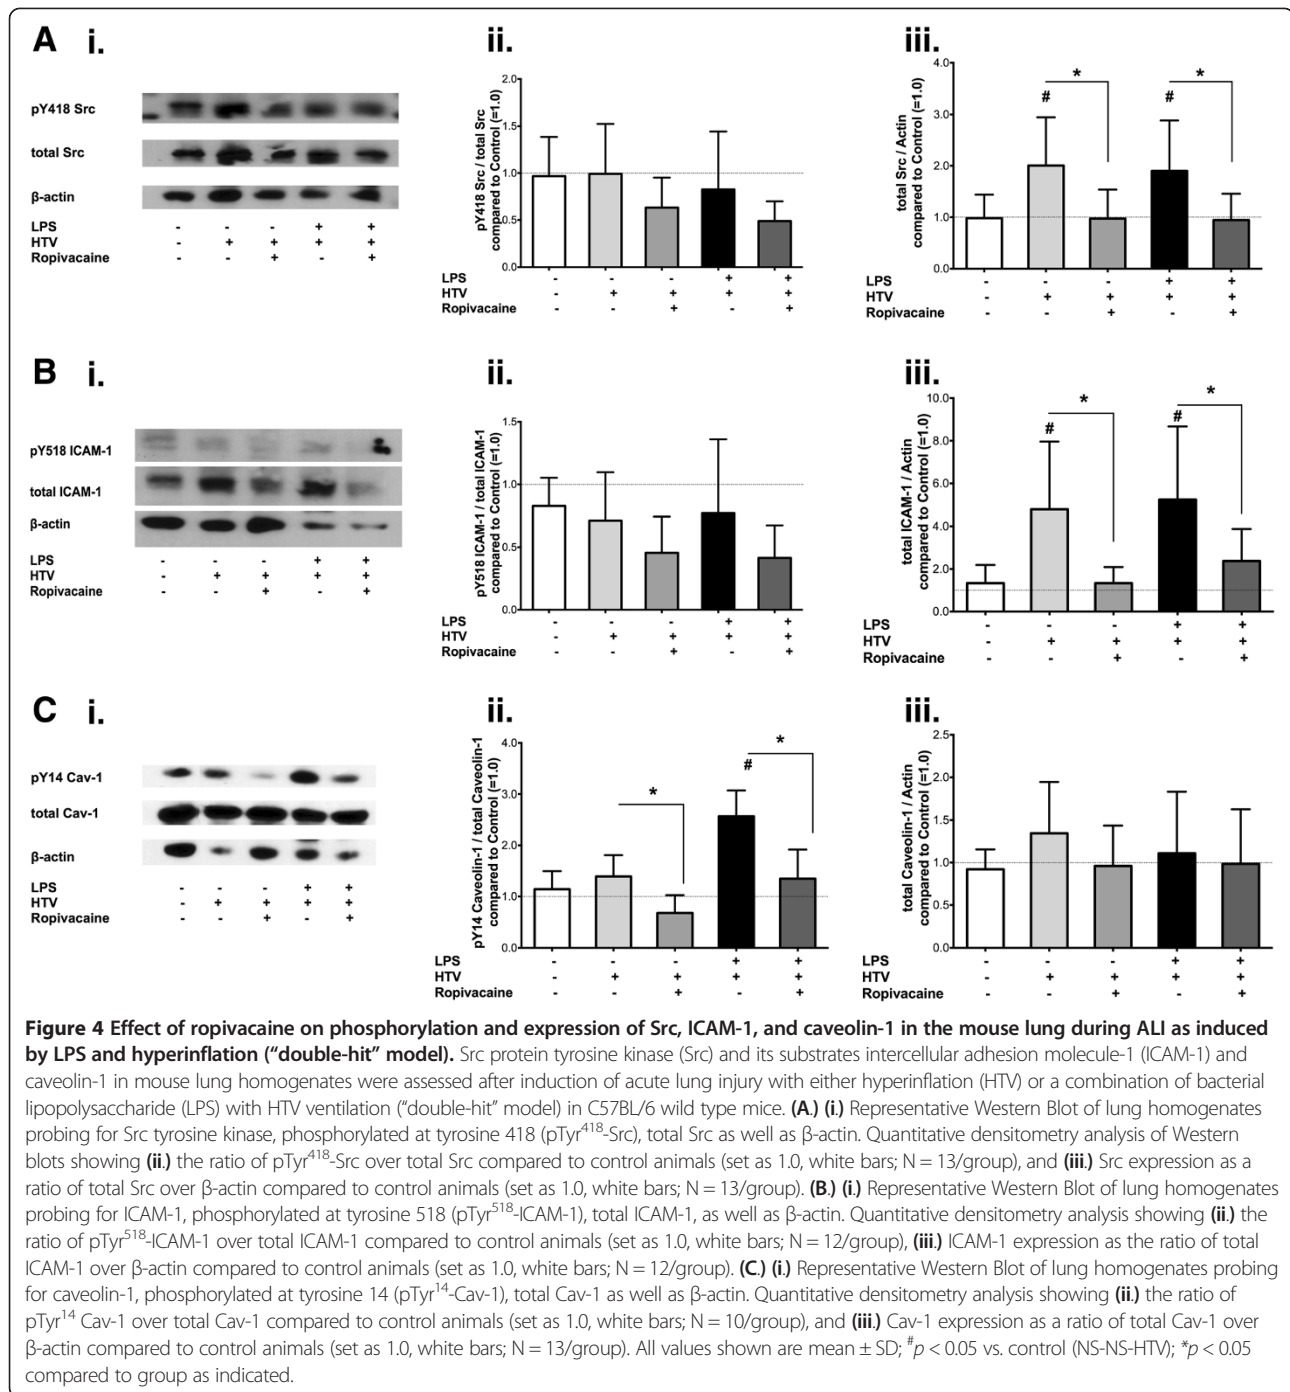 A i.
pY418 Src
total Src
β-actin
LPS - - - + +
HTV - + + + +
Ropivacaine - - + - +
ii.
pY418 Src / total Src
compared to Control (=1.0)
2.0
1.5
1.0
0.5
0.0
LPS - - - + +
HTV - + + + +
Ropivacaine - - + - +
iii.
total Src / Actin
compared to Control (=1.0)
4.0
3.0
2.0
1.0
0.0
# * # *
LPS - - - + +
HTV - + + + +
Ropivacaine - - + - +
B i.
pY518 ICAM-1
total ICAM-1
β-actin
LPS - - - + +
HTV - + + + +
Ropivacaine - - + - +
ii.
pY518 ICAM-1 / total ICAM-1
compared to Control (=1.0)
1.5
1.0
0.5
0.0
LPS - - - + +
HTV - + + + +
Ropivacaine - - + - +
iii.
total ICAM-1 / Actin
compared to Control (=1.0)
10.0
8.0
6.0
4.0
2.0
0.0
# * # *
LPS - - - + +
HTV - + + + +
Ropivacaine - - + - +
C i.
pY14 Cav-1
total Cav-1
β-actin
LPS - - - + +
HTV - + + + +
Ropivacaine - - + - +
ii.
pY14 Caveolin-1 / total Caveolin-1
compared to Control (=1.0)
4.0
3.0
2.0
1.0
0.0
* # *
LPS - - - + +
HTV - + + + +
Ropivacaine - - + - +
iii.
total Caveolin-1 / Actin
compared to Control (=1.0)
2.5
2.0
1.5
1.0
0.5
0.0
LPS - - - + +
HTV - + + + +
Ropivacaine - - + - +
Figure 4 Effect of ropivacaine on phosphorylation and expression of Src, ICAM-1, and caveolin-1 in the mouse lung during ALI as induced
by LPS and hyperinflation (“double-hit” model). Src protein tyrosine kinase (Src) and its substrates intercellular adhesion molecule-1 (ICAM-1) and
caveolin-1 in mouse lung homogenates were assessed after induction of acute lung injury with either hyperinflation (HTV) or a combination of bacterial
lipopolysaccharide (LPS) with HTV ventilation (“double-hit” model) in C57BL/6 wild type mice. (A.) (i.) Representative Western Blot of lung homogenates
probing for Src tyrosine kinase, phosphorylated at tyrosine 418 (pTyr⁴¹⁸-Src), total Src as well as β-actin. Quantitative densitometry analysis of Western
blots showing (ii.) the ratio of pTyr⁴¹⁸-Src over total Src compared to control animals (set as 1.0, white bars; N = 13/group), and (iii.) Src expression as a
ratio of total Src over β-actin compared to control animals (set as 1.0, white bars; N = 13/group). (B.) (i.) Representative Western Blot of lung homogenates
probing for ICAM-1, phosphorylated at tyrosine 518 (pTyr⁵¹⁸-ICAM-1), total ICAM-1, as well as β-actin. Quantitative densitometry analysis showing (ii.) the
ratio of pTyr⁵¹⁸-ICAM-1 over total ICAM-1 compared to control animals (set as 1.0, white bars; N = 12/group), (iii.) ICAM-1 expression as the ratio of total
ICAM-1 over β-actin compared to control animals (set as 1.0, white bars; N = 12/group). (C.) (i.) Representative Western Blot of lung homogenates probing
for caveolin-1, phosphorylated at tyrosine 14 (pTyr¹⁴-Cav-1), total Cav-1 as well as β-actin. Quantitative densitometry analysis showing (ii.) the ratio of
pTyr¹⁴ Cav-1 over total Cav-1 compared to control animals (set as 1.0, white bars; N = 10/group), and (iii.) Cav-1 expression as a ratio of total Cav-1 over
β-actin compared to control animals (set as 1.0, white bars; N = 13/group). All values shown are mean ± SD; #p < 0.05 vs. control (NS-NS-HTV); *p < 0.05
compared to group as indicated.